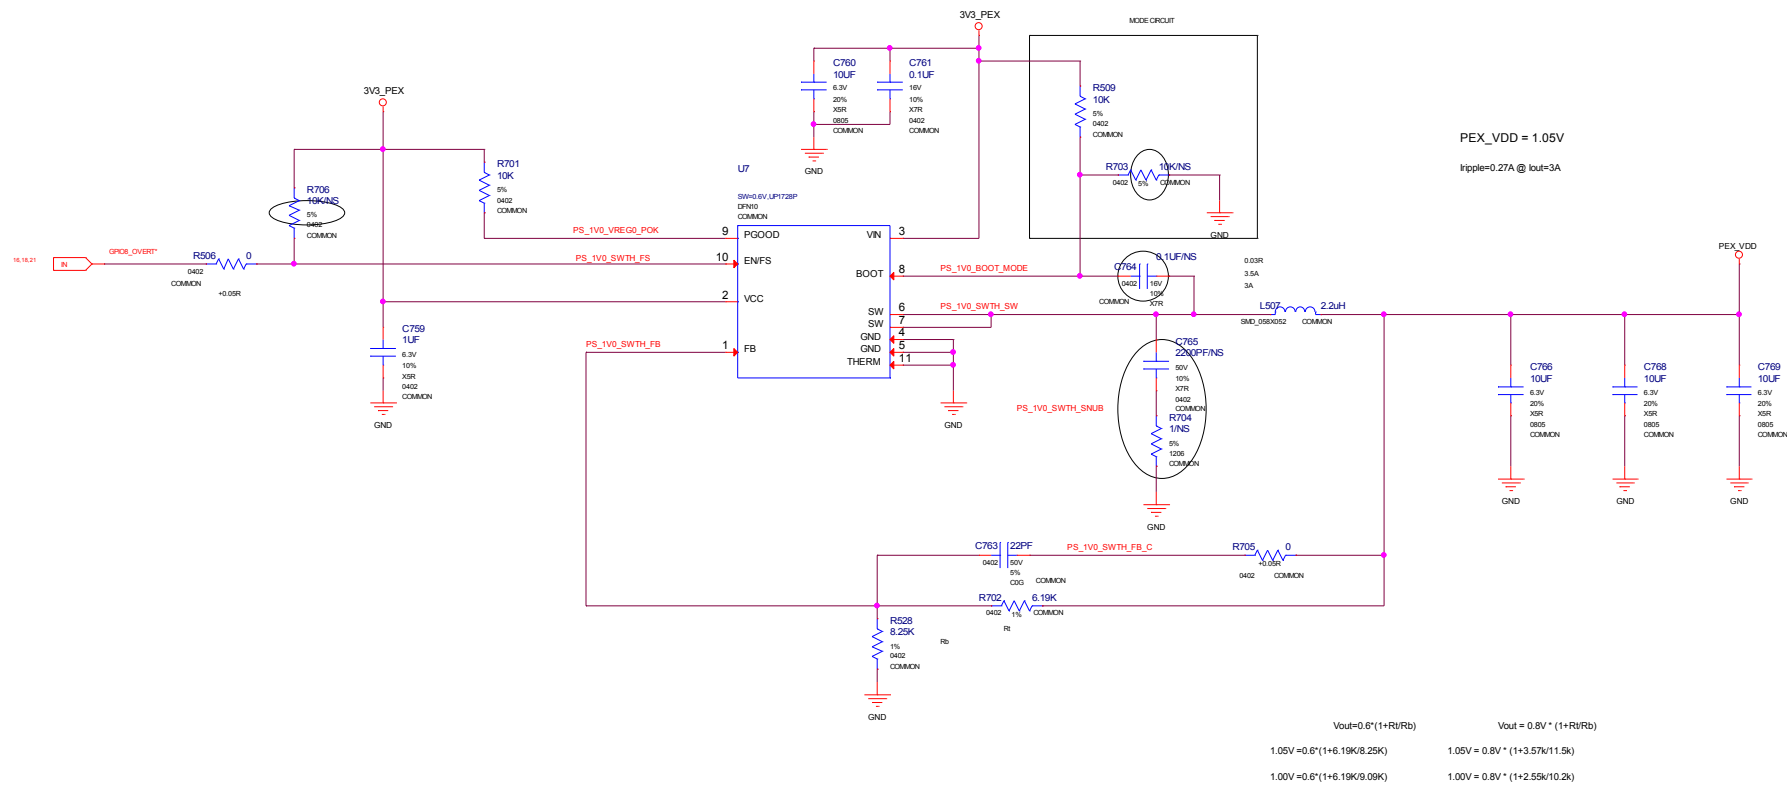 3V3_PEX
MODE CIRCUIT
C760
10UF
6.3V
20%
X5R
0805
COMMON
C761
0.1UF
16V
10%
X7R
0402
COMMON
GND
R509
10K
5%
0402
COMMON
R703
10K/NS
0402
5%
COMMON
GND
PEX_VDD = 1.05V
Iripple=0.27A @ Iout=3A
3V3_PEX
R706
10K/NS
5%
0402
COMMON
R701
10K
5%
0402
COMMON
U7
SW=0.6V,UP1728P
DFN10
COMMON
16,18,21
IN
GPIO8_OVERT*
R506
0
0402
COMMON
+0.05R
PS_1V0_VREG0_POK
9
PGOOD
VIN
3
PS_1V0_SWTH_FS
10
EN/FS
BOOT
8
PS_1V0_BOOT_MODE
2
VCC
SW
6
PS_1V0_SWTH_SW
SW
7
GND
4
PS_1V0_SWTH_FB
1
FB
GND
5
THERM
11
GND
C759
1UF
6.3V
10%
X5R
0402
COMMON
GND
C764
0.1UF/NS
0402
16V
10%
X7R
COMMON
0.03R
3.5A
3A
L507
2.2uH
SMD_058X052
COMMON
PEX_VDD
C765
2200PF/NS
50V
10%
X7R
0402
COMMON
PS_1V0_SWTH_SNUB
R704
1/NS
5%
1206
COMMON
GND
C766
10UF
6.3V
20%
X5R
0805
COMMON
GND
C768
10UF
6.3V
20%
X5R
0805
COMMON
GND
C769
10UF
6.3V
20%
X5R
0805
COMMON
GND
C763
22PF
0402
50V
5%
C0G
COMMON
PS_1V0_SWTH_FB_C
R705
0
+0.05R
0402
COMMON
R702
6.19K
0402
1%
COMMON
Rt
R528
8.25K
1%
0402
COMMON
Rb
GND
Vout=0.6*(1+Rt/Rb)
Vout = 0.8V * (1+Rt/Rb)
1.05V =0.6*(1+6.19K/8.25K)
1.05V = 0.8V * (1+3.57k/11.5k)
1.00V =0.6*(1+6.19K/9.09K)
1.00V = 0.8V * (1+2.55k/10.2k)